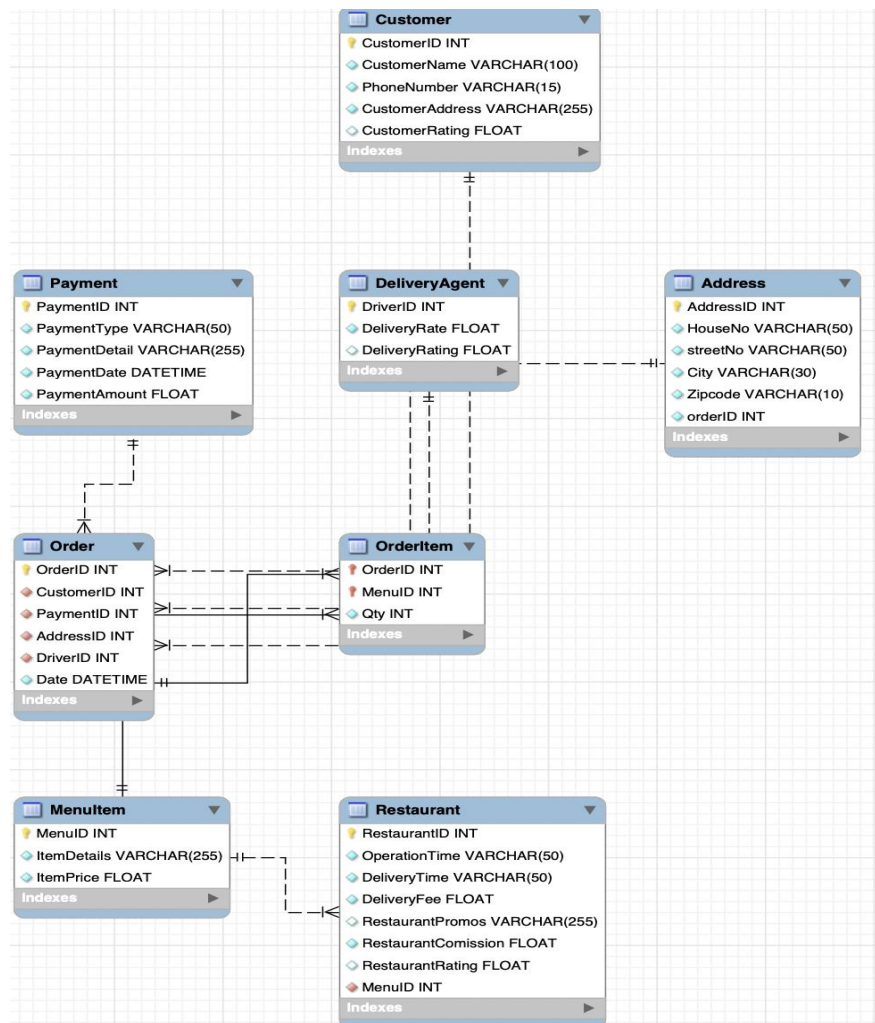 Customer
CustomerID INT
CustomerName VARCHAR(100)
PhoneNumber VARCHAR(15)
CustomerAddress VARCHAR(255)
CustomerRating FLOAT
Indexes
Payment
PaymentID INT
PaymentType VARCHAR(50)
PaymentDetail VARCHAR(255)
PaymentDate DATETIME
PaymentAmount FLOAT
Indexes
DeliveryAgent
DriverID INT
DeliveryRate FLOAT
DeliveryRating FLOAT
Indexes
Address
AddressID INT
HouseNo VARCHAR(50)
streetNo VARCHAR(50)
City VARCHAR(30)
Zipcode VARCHAR(10)
orderID INT
Indexes
Order
OrderID INT
CustomerID INT
PaymentID INT
AddressID INT
DriverID INT
Date DATETIME
Indexes
OrderItem
OrderID INT
MenuID INT
Qty INT
Indexes
MenuItem
MenuID INT
ItemDetails VARCHAR(255)
ItemPrice FLOAT
Indexes
Restaurant
RestaurantID INT
OperationTime VARCHAR(50)
DeliveryTime VARCHAR(50)
DeliveryFee FLOAT
RestaurantPromos VARCHAR(255)
RestaurantComission FLOAT
RestaurantRating FLOAT
MenuID INT
Indexes